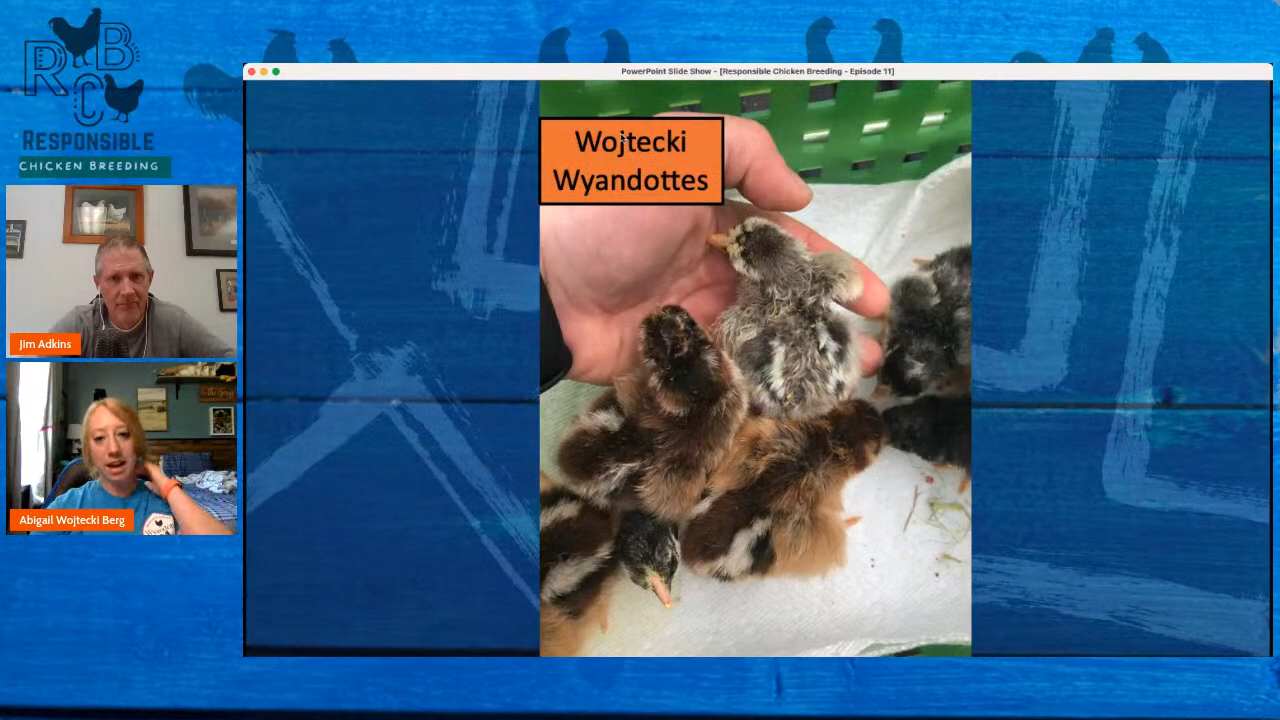 RBC
RESPONSIBLE
CHICKEN BREEDING
PowerPoint Slide Show - [Responsible Chicken Breeding - Episode 11]
Wojtecki
Wyandottes
Jim Adkins
Abigail Wojtecki Berg